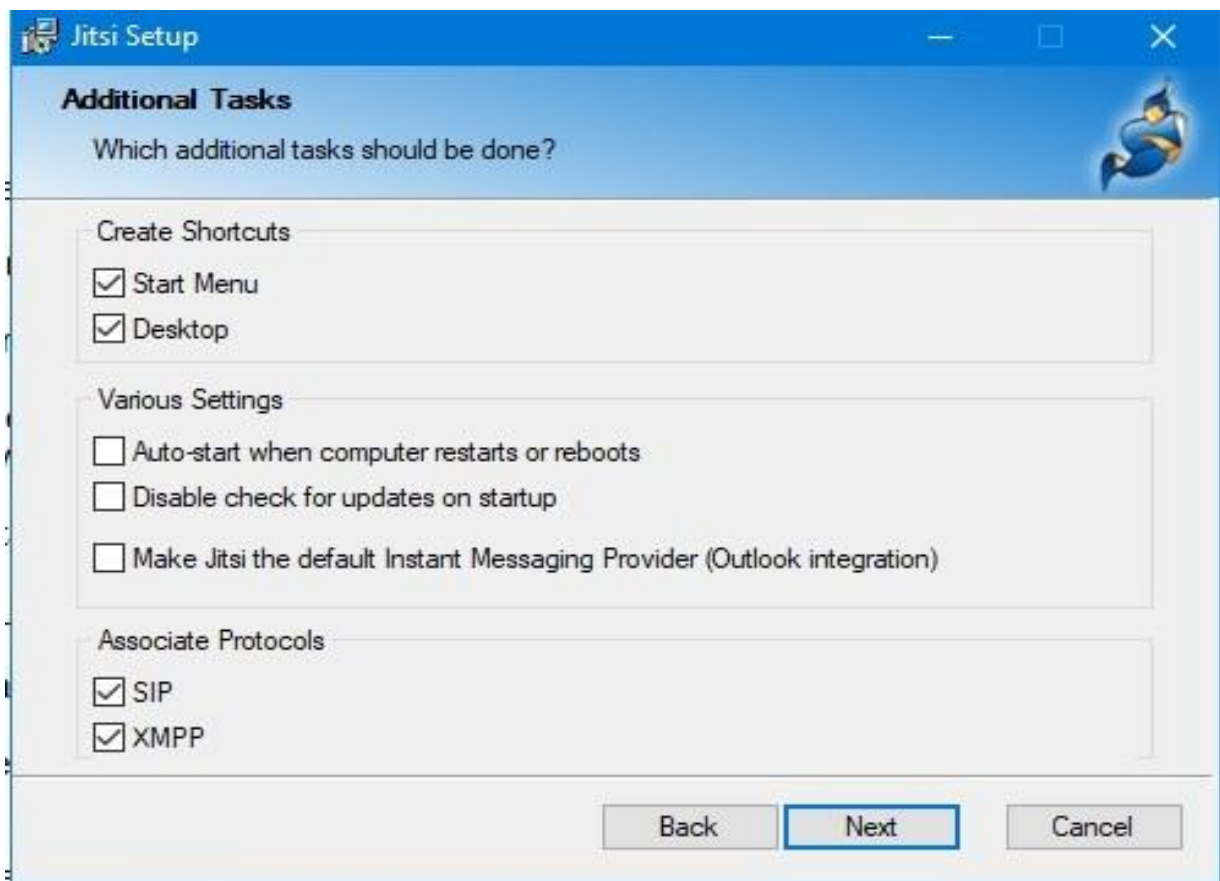 Jitsi Setup
Additional Tasks
Which additional tasks should be done?
Create Shortcuts
Start Menu
Desktop
Various Settings
Auto-start when computer restarts or reboots
Disable check for updates on startup
Make Jitsi the default Instant Messaging Provider (Outlook integration)
Associate Protocols
SIP
XMPP
Back Next Cancel